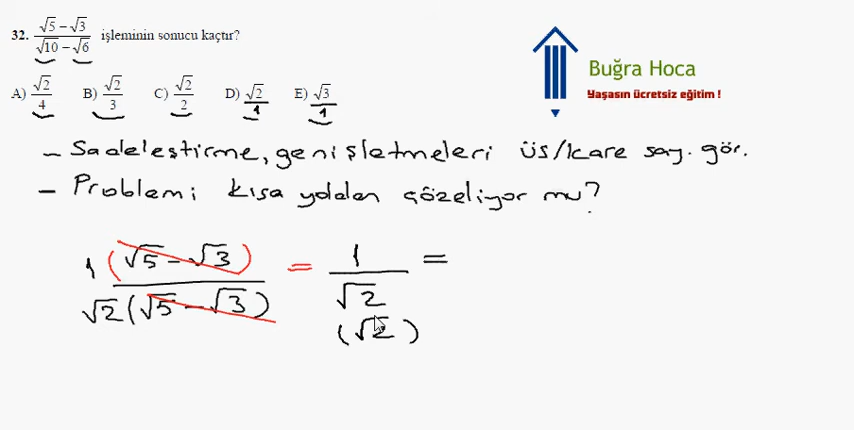 32. (√5 − √3)/(√10 − √6) işleminin sonucu kaçtır?
A) √2/4 B) √2/3 C) √2/2 D) √2/1 E) √3/1
Buğra Hoca
Yaşasın ücretsiz eğitim !
– Sadeleştirme, genişletmeleri üs/kare say. gör.
– Problemi kısa yoldan çözeliyor mu?
1(√5 − √3)/√2(√5 − √3) = 1/√2 =
(√2)